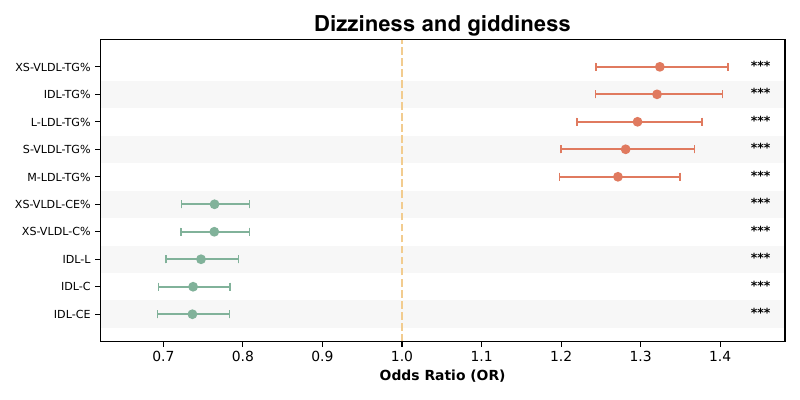 Dizziness and giddiness
XS-VLDL-TG% ***
IDL-TG% ***
L-LDL-TG% ***
S-VLDL-TG% ***
M-LDL-TG% ***
XS-VLDL-CE% ***
XS-VLDL-C% ***
IDL-L ***
IDL-C ***
IDL-CE ***
0.7 0.8 0.9 1.0 1.1 1.2 1.3 1.4
Odds Ratio (OR)